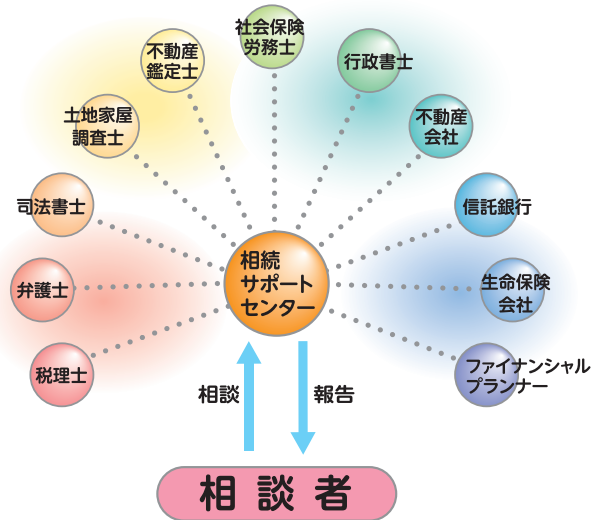 社会保険
労務士
不動産
鑑定士
行政書士
土地家屋
調査士
不動産
会社
司法書士
信託銀行
弁護士
相続
サポート
センター
生命保険
会社
税理士
ファイナンシャル
プランナー
相談
報告
相談者